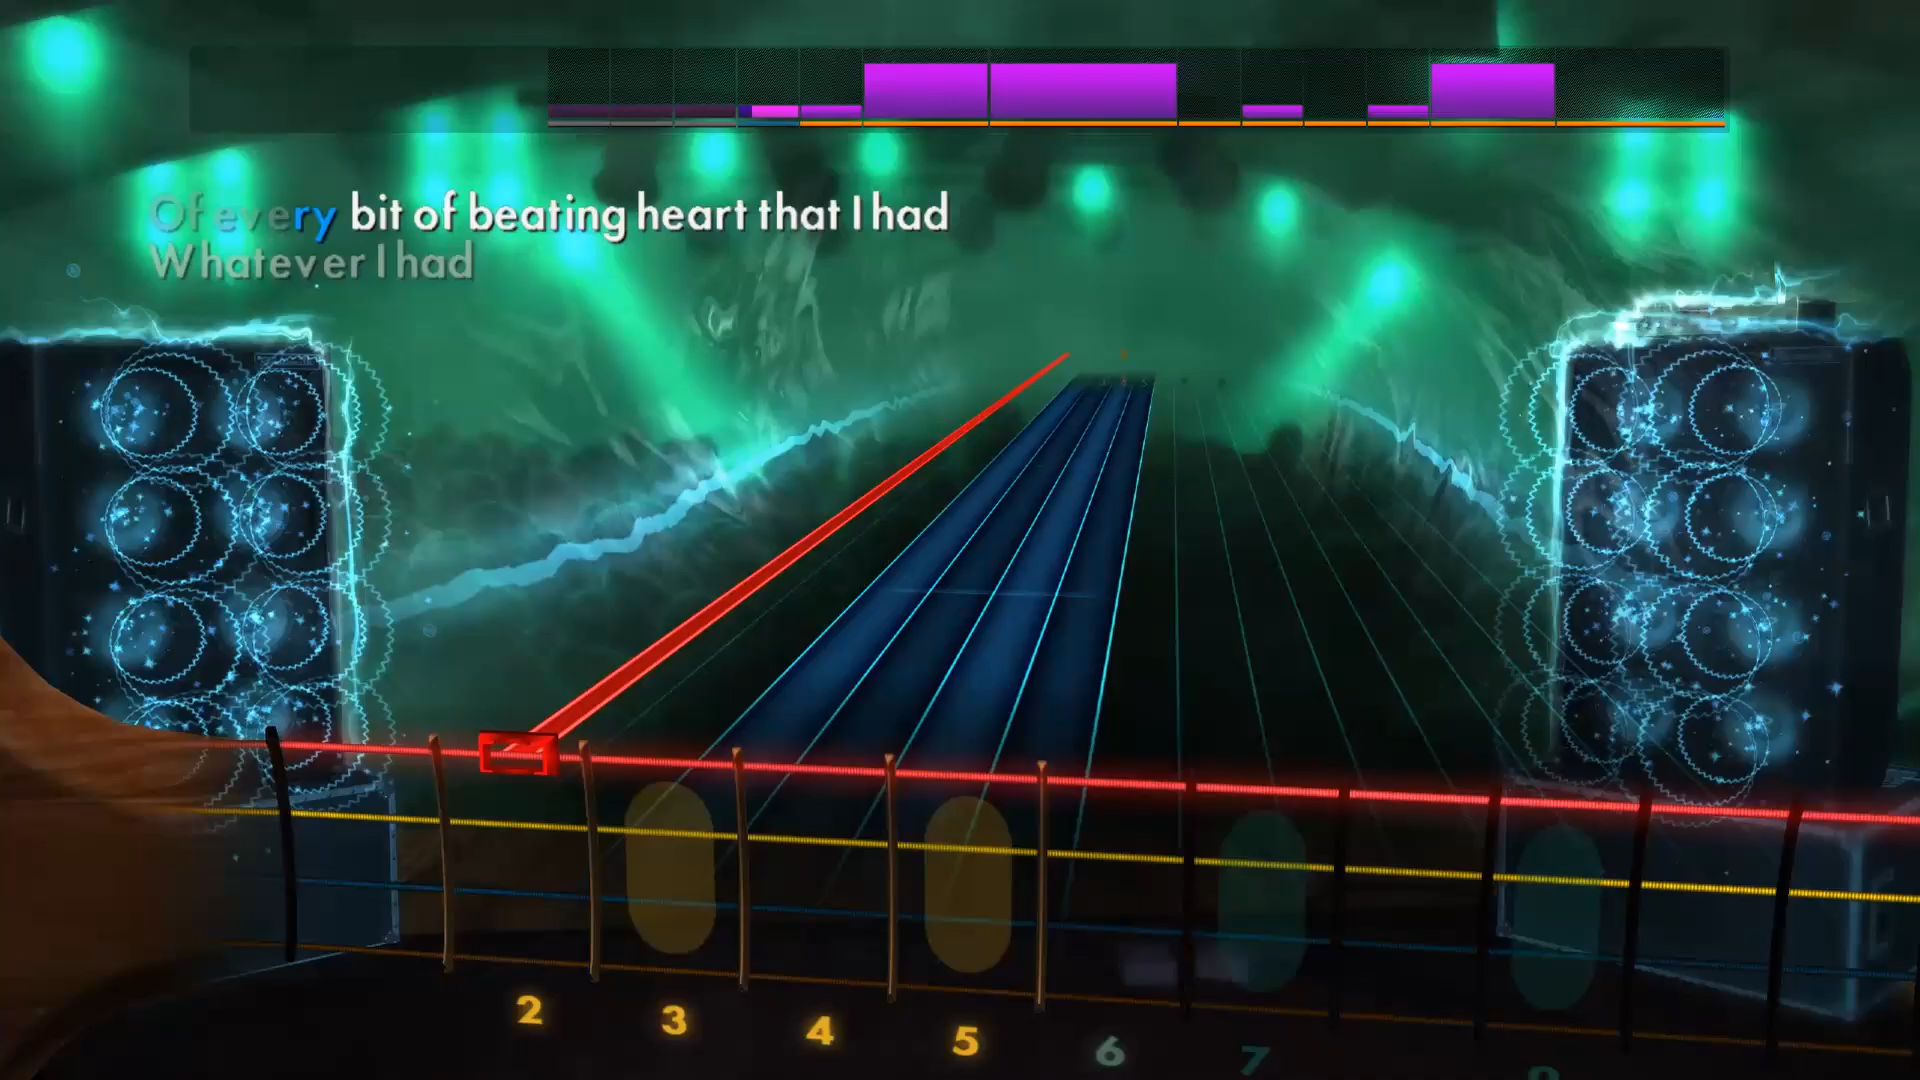 Of every bit of beating heart that I had
Whatever I had
2 3 4 5 6 7